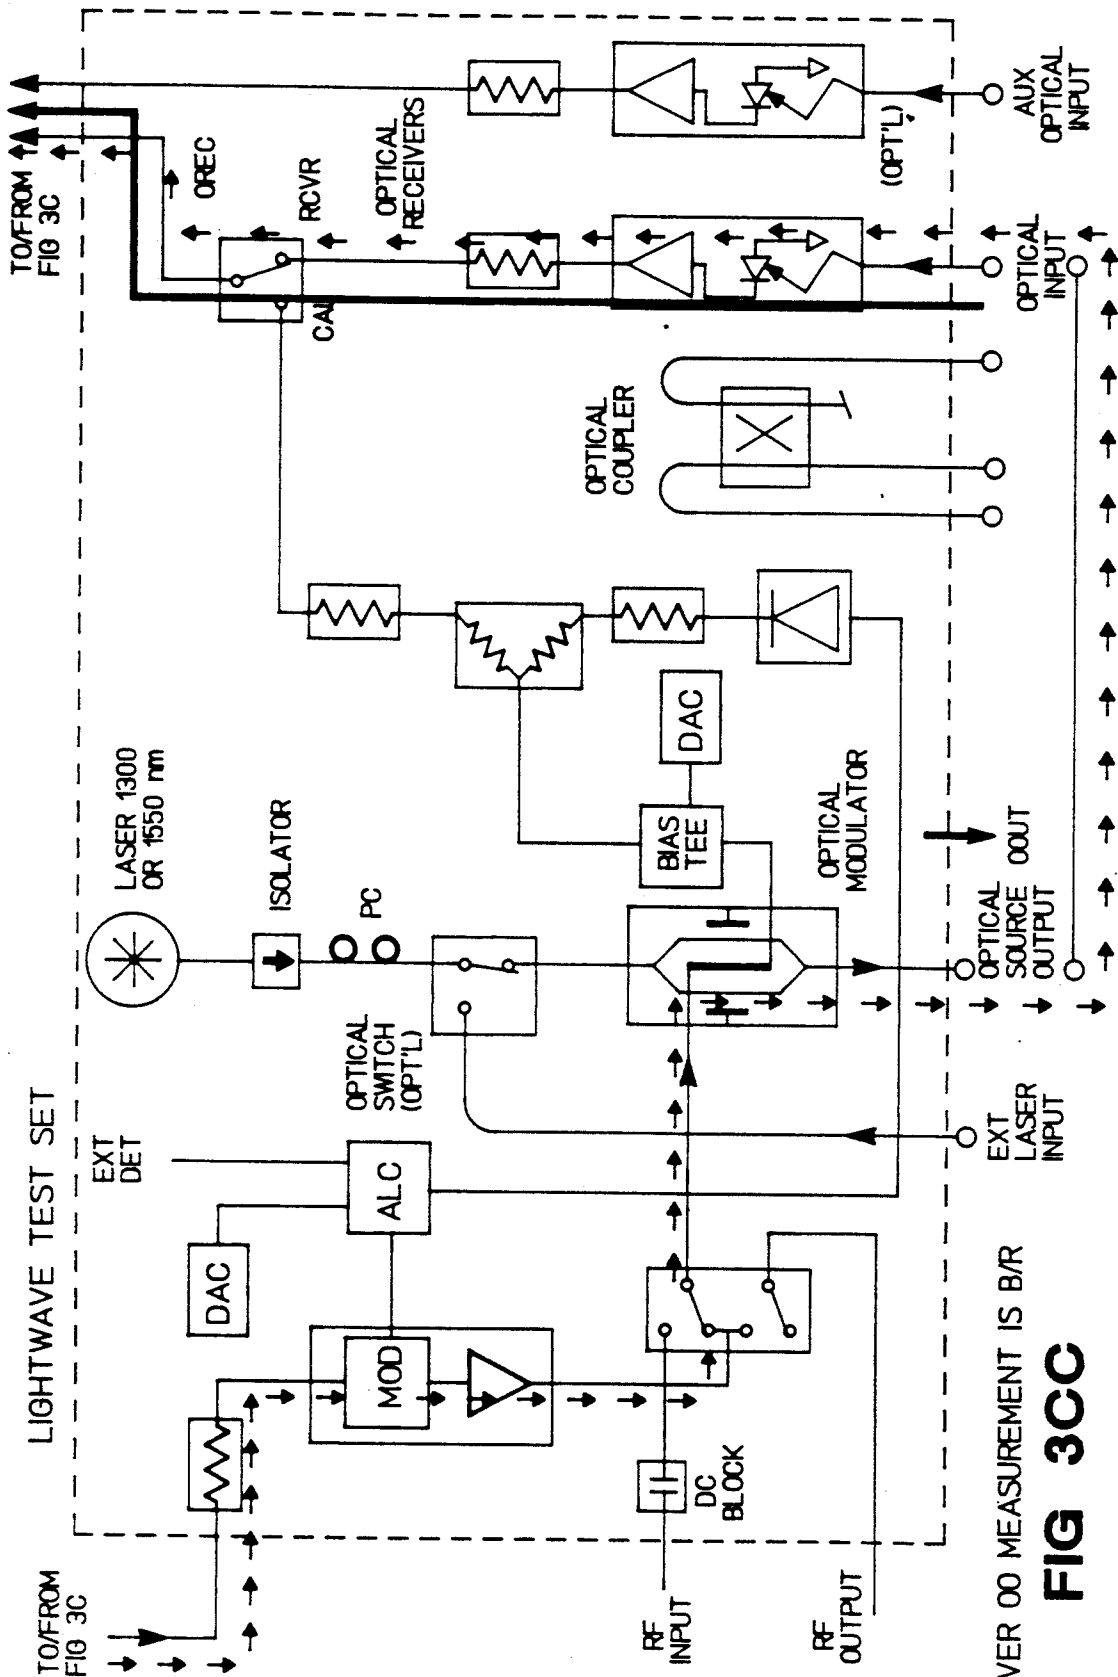 TO/FROM
FIG 3C
LIGHTWAVE TEST SET
EXT
DET
DAC
ALC
MOD
RF
INPUT
DC
BLOCK
RF
OUTPUT
LASER 1300
OR 1550 nm
ISOLATOR
PC
OPTICAL
SWITCH
(OPT'L)
EXT
LASER
INPUT
BIAS
TEE
DAC
OPTICAL
MODULATOR
OPTICAL
SOURCE
OUTPUT
OOUT
OPTICAL
COUPLER
TO/FROM
FIG 3C
OREC
CAL
RCVR
OPTICAL
RECEIVERS
OPTICAL
INPUT
(OPT'L)
AUX
OPTICAL
INPUT
VER OO MEASUREMENT IS B/R
FIG 3CC